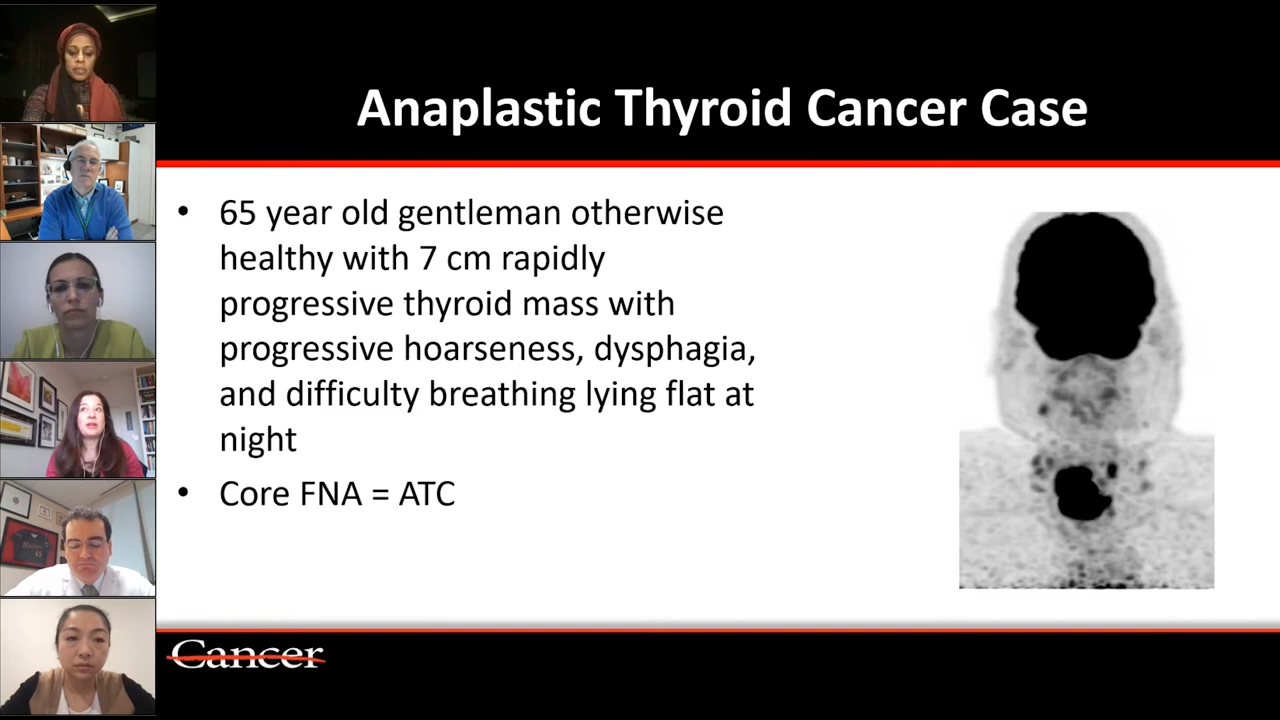 Anaplastic Thyroid Cancer Case
• 65 year old gentleman otherwise
healthy with 7 cm rapidly
progressive thyroid mass with
progressive hoarseness, dysphagia,
and difficulty breathing lying flat at
night
• Core FNA = ATC
Cancer